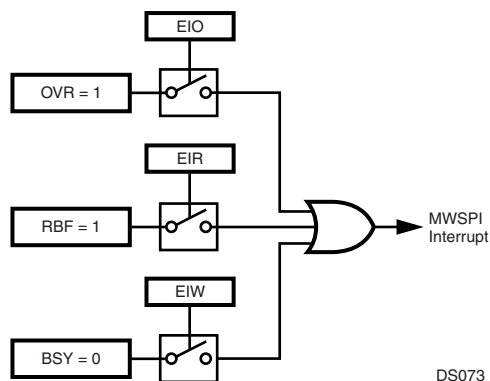 EIO
OVR = 1
EIR
RBF = 1
MWSPI
Interrupt
EIW
BSY = 0
DS073